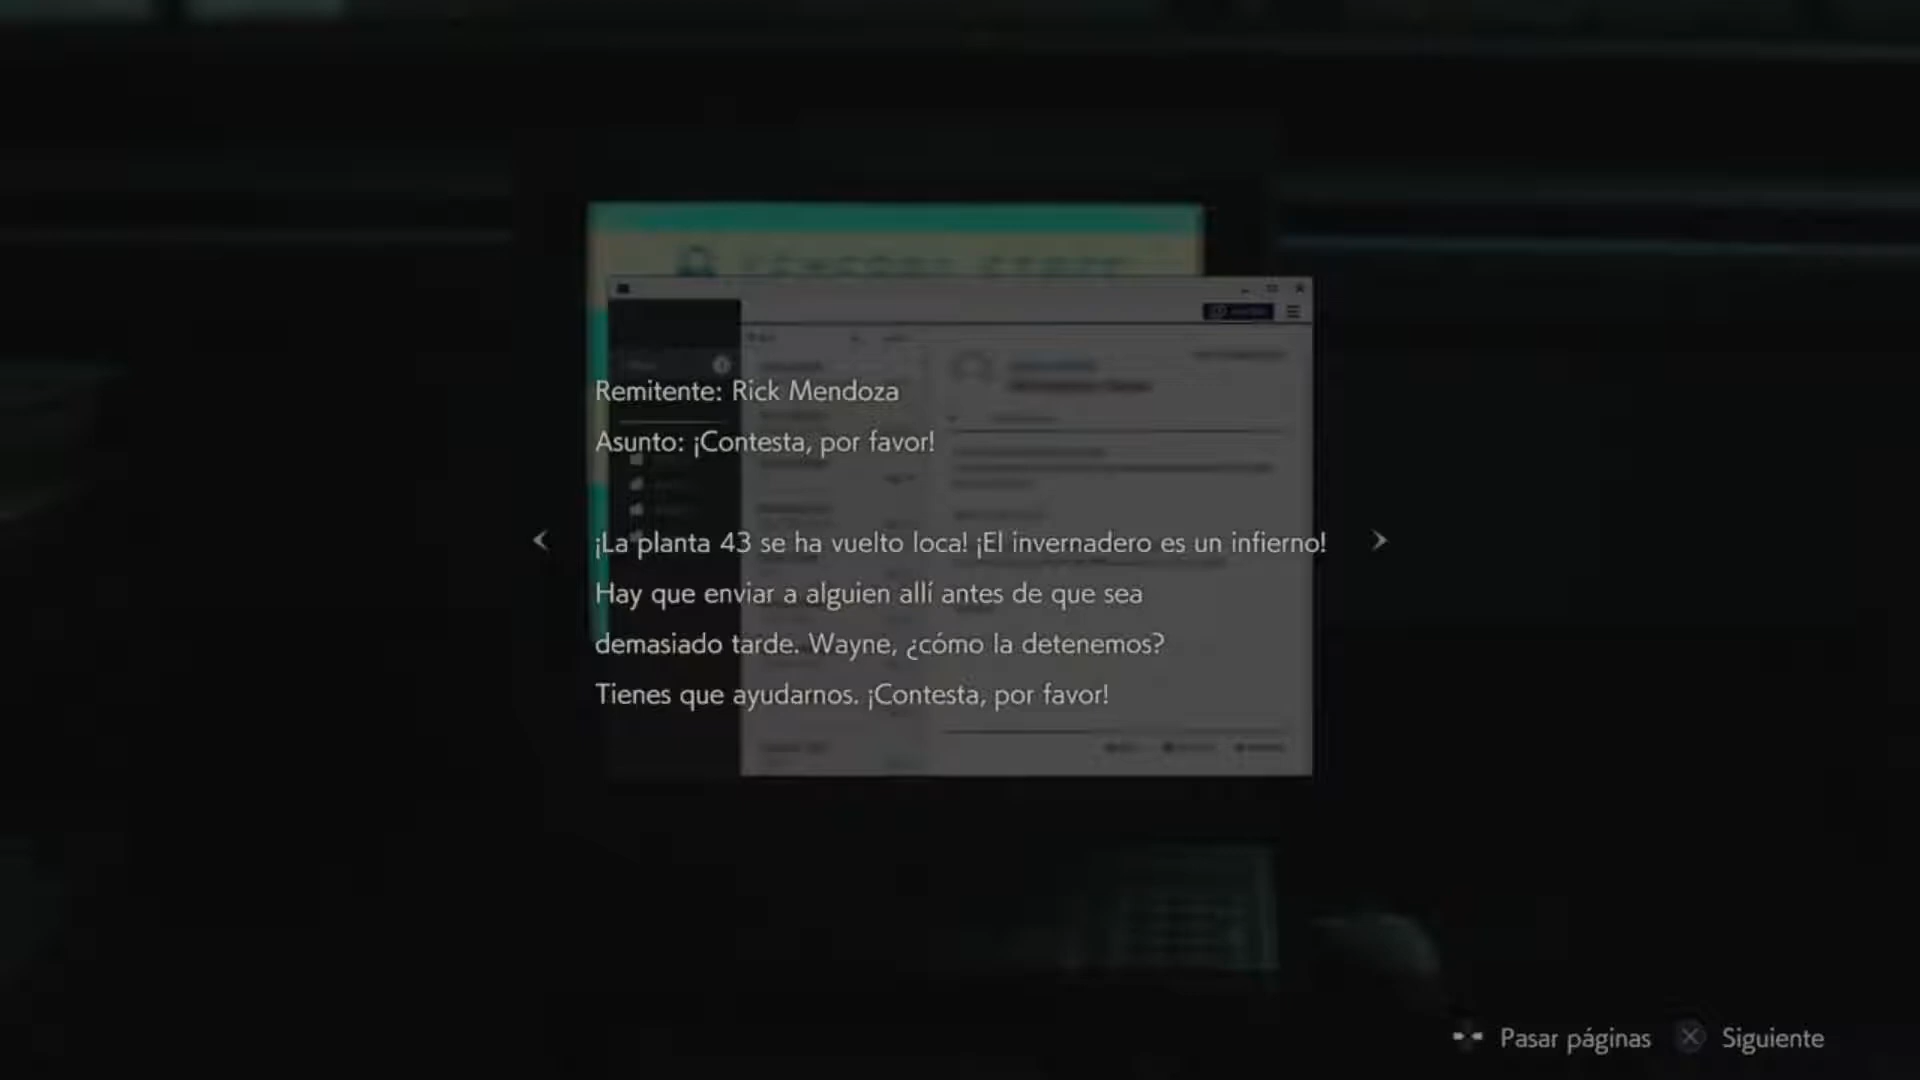 Remitente: Rick Mendoza
Asunto: ¡Contesta, por favor!
¡La planta 43 se ha vuelto loca! ¡El invernadero es un infierno!
Hay que enviar a alguien allí antes de que sea
demasiado tarde. Wayne, ¿cómo la detenemos?
Tienes que ayudarnos. ¡Contesta, por favor!
Pasar páginas
Siguiente